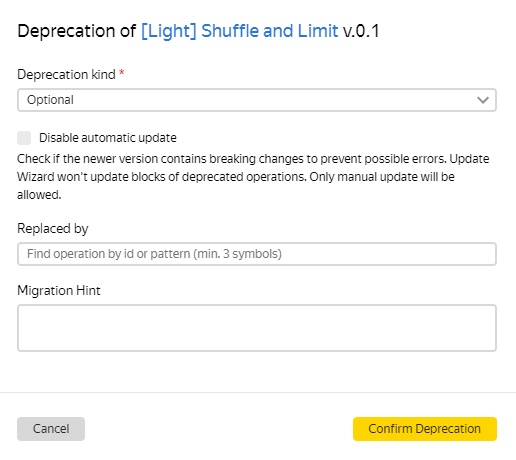 Deprecation of [Light] Shuffle and Limit v.0.1
Deprecation kind *
Optional
Disable automatic update
Check if the newer version contains breaking changes to prevent possible errors. Update
Wizard won't update blocks of deprecated operations. Only manual update will be
allowed.
Replaced by
Find operation by id or pattern (min. 3 symbols)
Migration Hint
Cancel
Confirm Deprecation